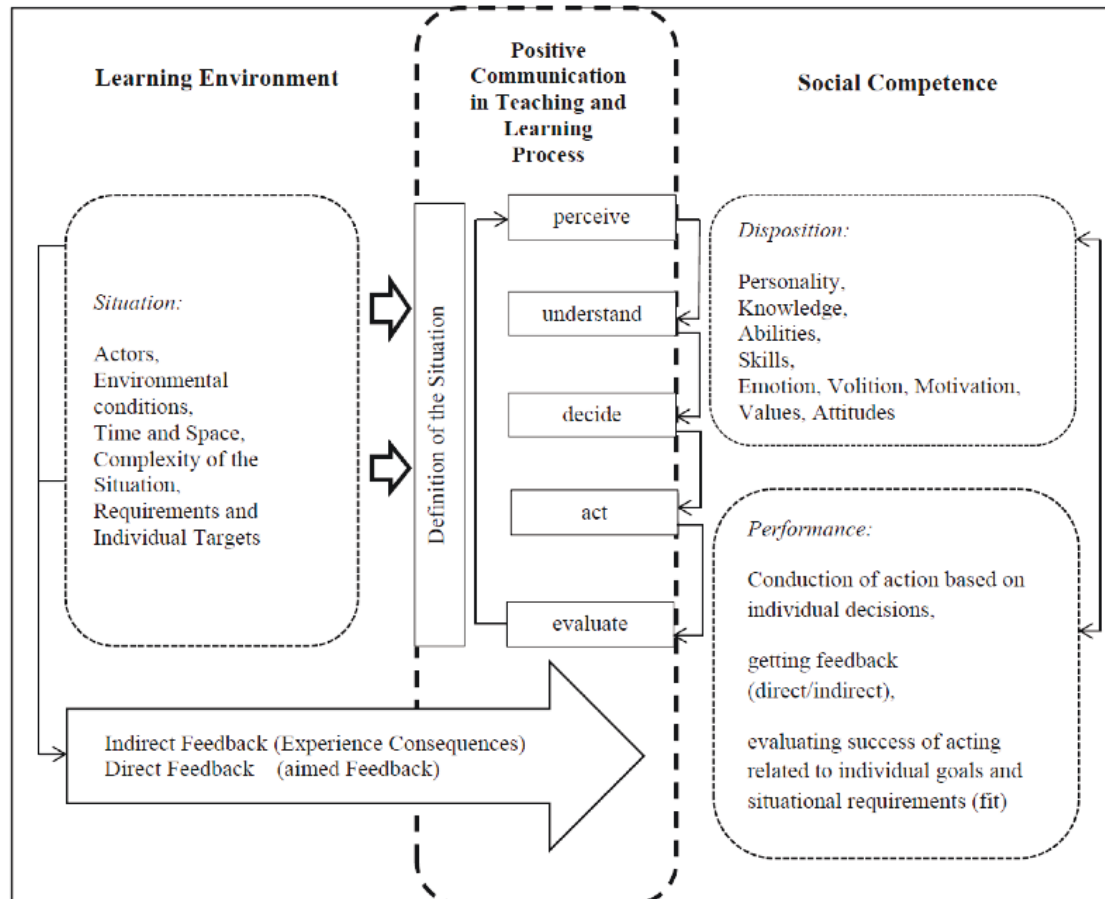 Learning Environment
Positive
Communication
in Teaching and
Learning
Process
Social Competence
Situation:
Actors,
Environmental
conditions,
Time and Space,
Complexity of the
Situation,
Requirements and
Individual Targets
Definition of the Situation
perceive
understand
decide
act
evaluate
Disposition:
Personality,
Knowledge,
Abilities,
Skills,
Emotion, Volition, Motivation,
Values, Attitudes
Performance:
Conduction of action based on
individual decisions,
getting feedback
(direct/indirect),
evaluating success of acting
related to individual goals and
situational requirements (fit)
Indirect Feedback (Experience Consequences)
Direct Feedback (aimed Feedback)